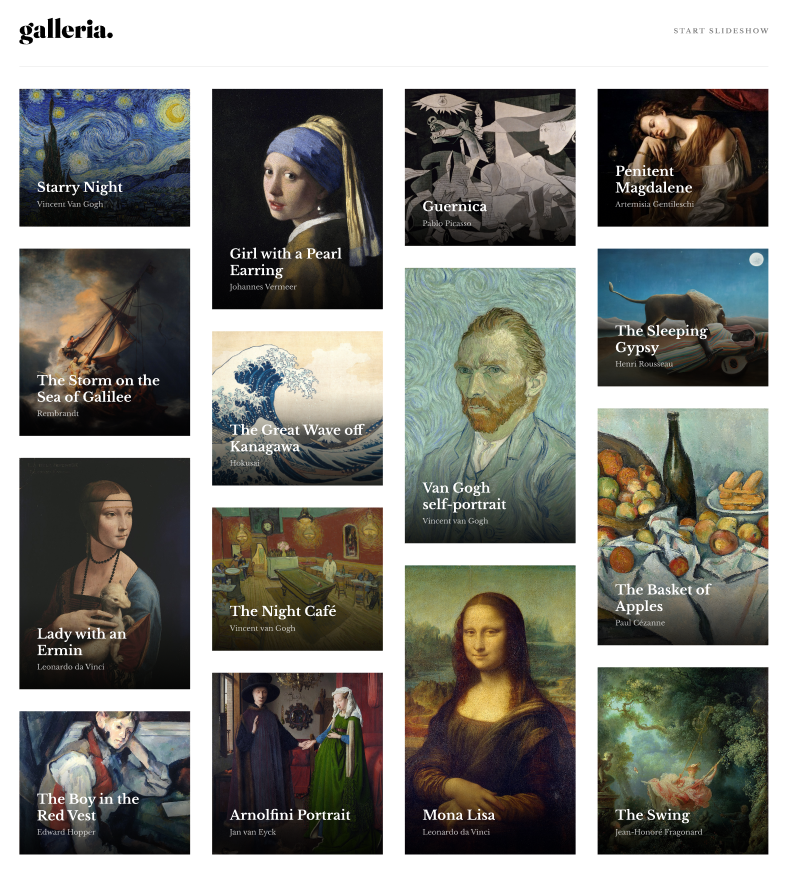 galleria.
START SLIDESHOW
Starry Night
Vincent Van Gogh
The Storm on the
Sea of Galilee
Rembrandt
Lady with an
Ermin
Leonardo da Vinci
The Boy in the
Red Vest
Edward Hopper
Girl with a Pearl
Earring
Johannes Vermeer
The Great Wave off
Kanagawa
Hokusai
The Night Café
Vincent van Gogh
Arnolfini Portrait
Jan van Eyck
Guernica
Pablo Picasso
Van Gogh
self-portrait
Vincent van Gogh
Mona Lisa
Leonardo da Vinci
Penitent
Magdalene
Artemisia Gentileschi
The Sleeping
Gypsy
Henri Rousseau
The Basket of
Apples
Paul Cézanne
The Swing
Jean-Honoré Fragonard